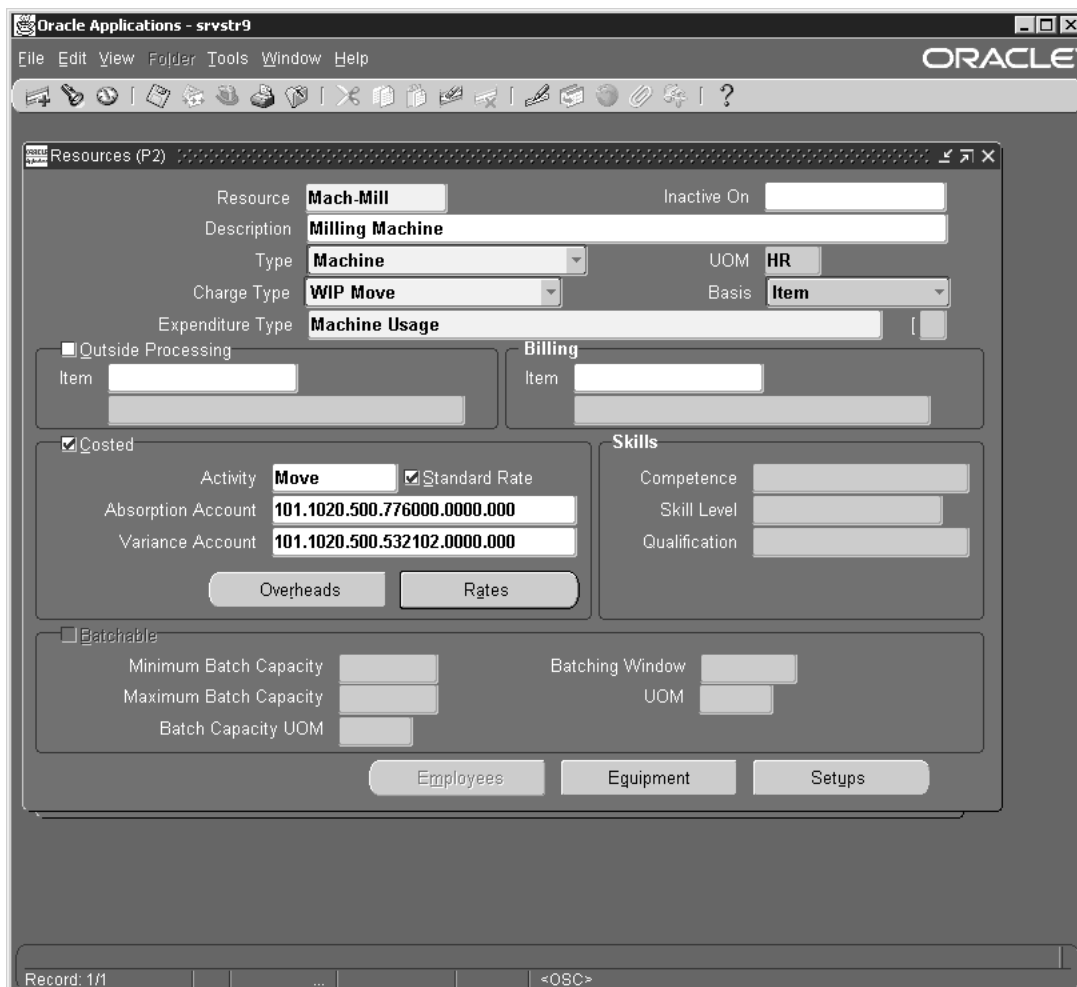 Oracle Applications - srvstr9
File Edit View Folder Tools Window Help
ORACLE
?
Resources (P2)
Resource Mach-Mill Inactive On
Description Milling Machine
Type Machine UOM HR
Charge Type WIP Move Basis Item
Expenditure Type Machine Usage [
Outside Processing Billing
Item Item
Costed Skills
Activity Move Standard Rate Competence
Absorption Account 101.1020.500.776000.0000.000 Skill Level
Variance Account 101.1020.500.532102.0000.000 Qualification
Overheads Rates
Batchable
Minimum Batch Capacity Batching Window
Maximum Batch Capacity UOM
Batch Capacity UOM
Employees Equipment Setups
Record: 1/1 ... <OSC>